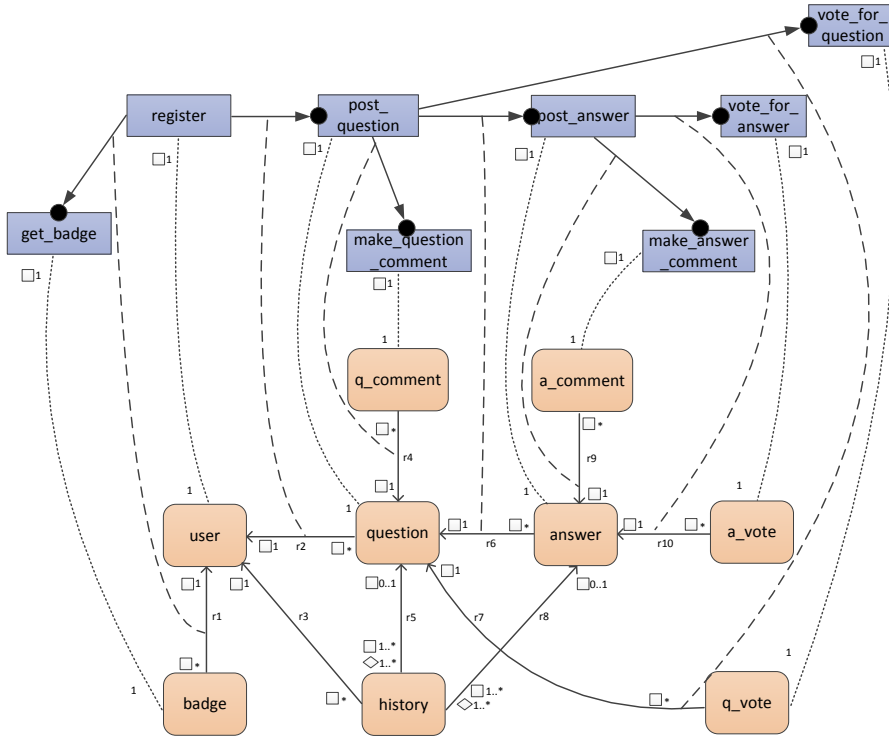 vote_for_
question
□1
register
post_
question
post_answer
vote_for_
answer
□1
□1
□1
□1
get_badge
make_question
_comment
make_answer
_comment
□1
□1
□1
1
1
q_comment
a_comment
□*
□*
r4
r9
□1
□1
1
1
1
1
user
question
answer
a_vote
□1
r2
□*
□1
r6
□*
□1
r10
□*
□1
□1
□0..1
□1
□0..1
r1
r3
r5
r7
r8
□1..*
◇1..*
□1..*
◇1..*
1
□*
□*
□*
1
badge
history
q_vote